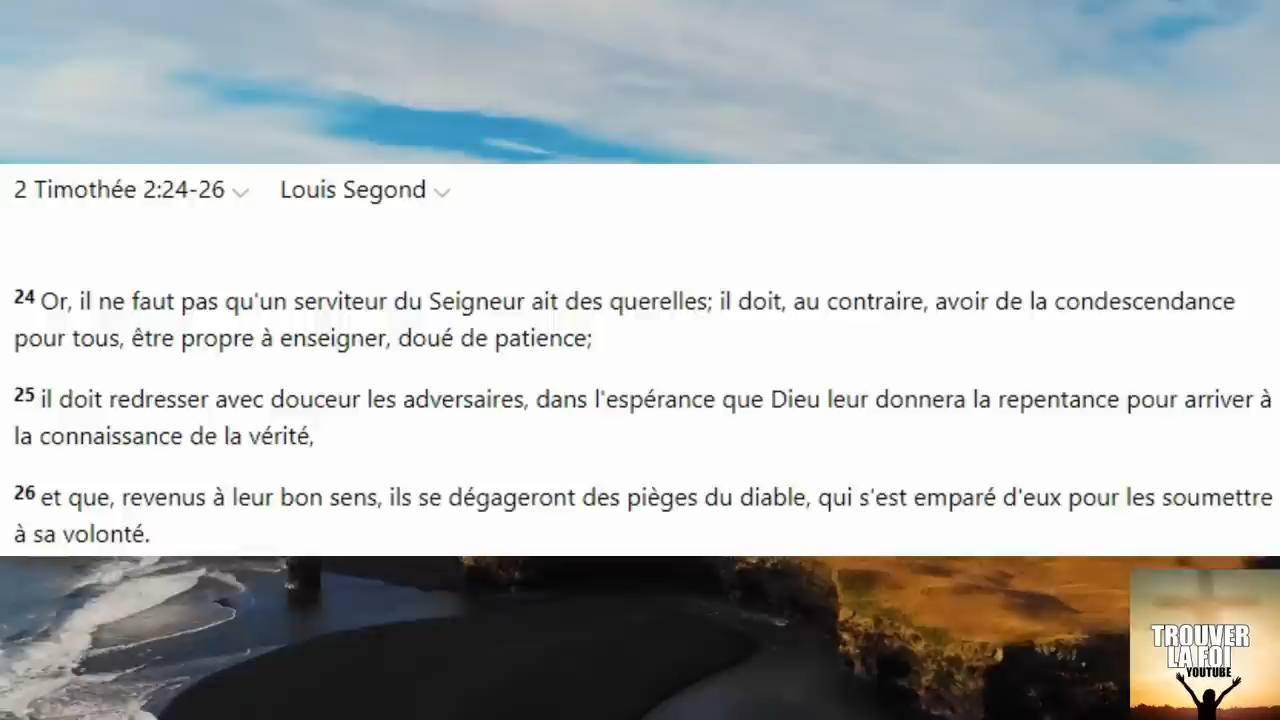 2 Timothée 2:24-26 Louis Segond
24 Or, il ne faut pas qu'un serviteur du Seigneur ait des querelles; il doit, au contraire, avoir de la condescendance
pour tous, être propre à enseigner, doué de patience;
25 il doit redresser avec douceur les adversaires, dans l'espérance que Dieu leur donnera la repentance pour arriver à
la connaissance de la vérité,
26 et que, revenus à leur bon sens, ils se dégageront des pièges du diable, qui s'est emparé d'eux pour les soumettre
à sa volonté.
TROUVER
LA FOI
YOUTUBE